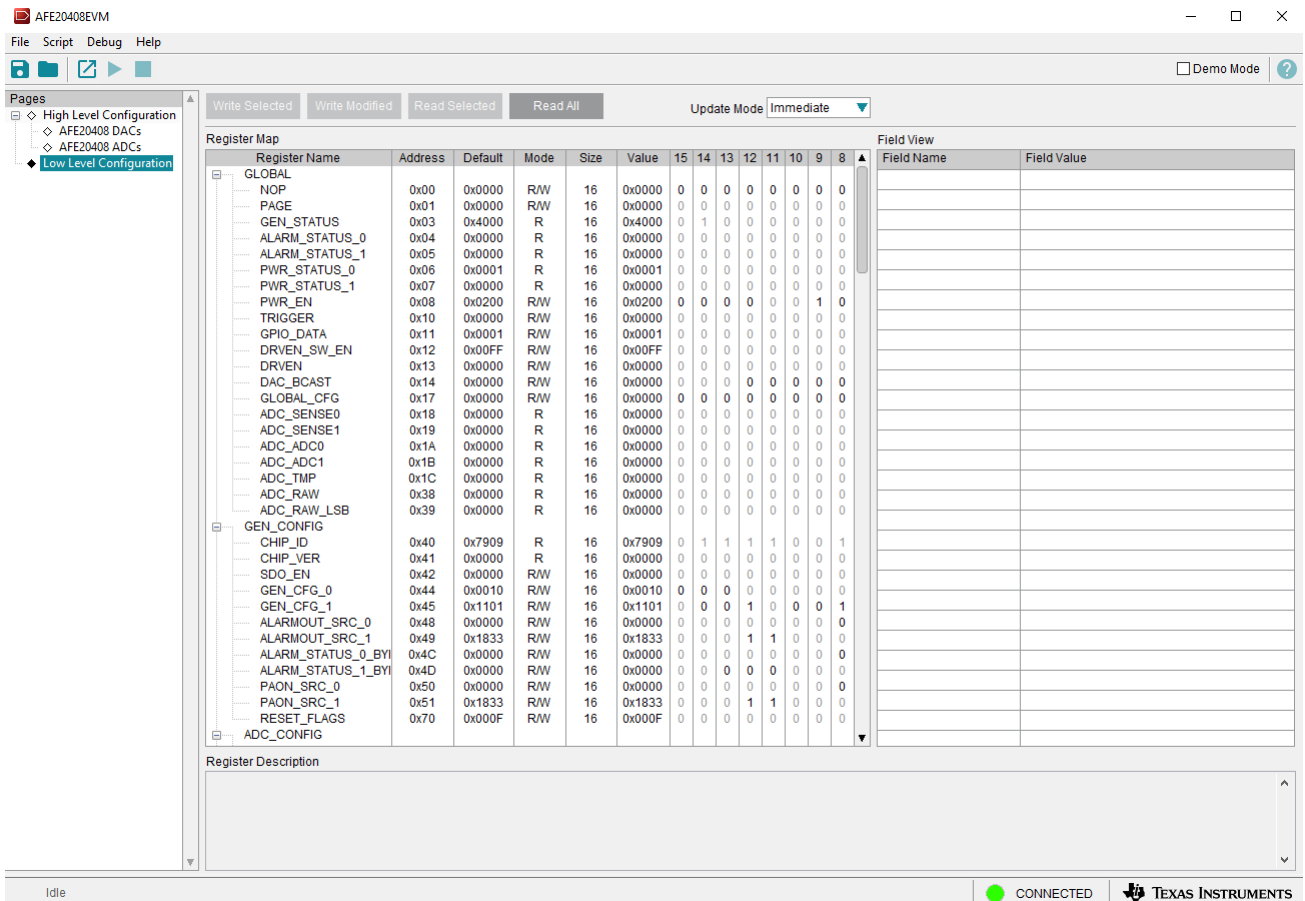 AFE20408EVM
File Script Debug Help
Demo Mode
Pages
High Level Configuration
AFE20408 DACs
AFE20408 ADCs
Low Level Configuration
Write Selected Write Modified Read Selected Read All Update Mode Immediate
Register Map
Register Name Address Default Mode Size Value 15 14 13 12 11 10 9 8
GLOBAL
NOP 0x00 0x0000 R/W 16 0x0000 0 0 0 0 0 0 0 0
PAGE 0x01 0x0000 R/W 16 0x0000 0 0 0 0 0 0 0 0
GEN_STATUS 0x03 0x4000 R 16 0x4000 0 1 0 0 0 0 0 0
ALARM_STATUS_0 0x04 0x0000 R 16 0x0000 0 0 0 0 0 0 0 0
ALARM_STATUS_1 0x05 0x0000 R 16 0x0000 0 0 0 0 0 0 0 0
PWR_STATUS_0 0x06 0x0001 R 16 0x0001 0 0 0 0 0 0 0 0
PWR_STATUS_1 0x07 0x0000 R 16 0x0000 0 0 0 0 0 0 0 0
PWR_EN 0x08 0x0200 R/W 16 0x0200 0 0 0 0 0 0 1 0
TRIGGER 0x10 0x0000 R/W 16 0x0000 0 0 0 0 0 0 0 0
GPIO_DATA 0x11 0x0001 R/W 16 0x0001 0 0 0 0 0 0 0 0
DRVEN_SW_EN 0x12 0x00FF R/W 16 0x00FF 0 0 0 0 0 0 0 0
DRVEN 0x13 0x0000 R/W 16 0x0000 0 0 0 0 0 0 0 0
DAC_BCAST 0x14 0x0000 R/W 16 0x0000 0 0 0 0 0 0 0 0
GLOBAL_CFG 0x17 0x0000 R/W 16 0x0000 0 0 0 0 0 0 0 0
ADC_SENSE0 0x18 0x0000 R 16 0x0000 0 0 0 0 0 0 0 0
ADC_SENSE1 0x19 0x0000 R 16 0x0000 0 0 0 0 0 0 0 0
ADC_ADC0 0x1A 0x0000 R 16 0x0000 0 0 0 0 0 0 0 0
ADC_ADC1 0x1B 0x0000 R 16 0x0000 0 0 0 0 0 0 0 0
ADC_TMP 0x1C 0x0000 R 16 0x0000 0 0 0 0 0 0 0 0
ADC_RAW 0x38 0x0000 R 16 0x0000 0 0 0 0 0 0 0 0
ADC_RAW_LSB 0x39 0x0000 R 16 0x0000 0 0 0 0 0 0 0 0
GEN_CONFIG
CHIP_ID 0x40 0x7909 R 16 0x7909 0 1 1 1 1 0 0 1
CHIP_VER 0x41 0x0000 R 16 0x0000 0 0 0 0 0 0 0 0
SDO_EN 0x42 0x0000 R/W 16 0x0000 0 0 0 0 0 0 0 0
GEN_CFG_0 0x44 0x0010 R/W 16 0x0010 0 0 0 0 0 0 0 0
GEN_CFG_1 0x45 0x1101 R/W 16 0x1101 0 0 0 1 0 0 0 1
ALARMOUT_SRC_0 0x48 0x0000 R/W 16 0x0000 0 0 0 0 0 0 0 0
ALARMOUT_SRC_1 0x49 0x1833 R/W 16 0x1833 0 0 0 1 1 0 0 0
ALARM_STATUS_0_BYI 0x4C 0x0000 R/W 16 0x0000 0 0 0 0 0 0 0 0
ALARM_STATUS_1_BYI 0x4D 0x0000 R/W 16 0x0000 0 0 0 0 0 0 0 0
PAON_SRC_0 0x50 0x0000 R/W 16 0x0000 0 0 0 0 0 0 0 0
PAON_SRC_1 0x51 0x1833 R/W 16 0x1833 0 0 0 1 1 0 0 0
RESET_FLAGS 0x70 0x000F R/W 16 0x000F 0 0 0 0 0 0 0 0
ADC_CONFIG
Field View
Field Name Field Value
Register Description
Idle CONNECTED TEXAS INSTRUMENTS